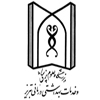 دانشگاه علوم پزشکی
و خدمات بهداشتی درمانی تبریز